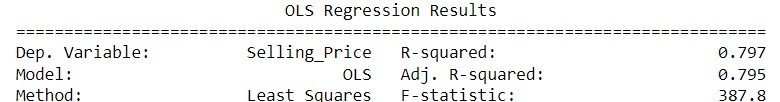 OLS Regression Results
==============================================================================
Dep. Variable: Selling_Price R-squared: 0.797
Model: OLS Adj. R-squared: 0.795
Method: Least Squares F-statistic: 387.8